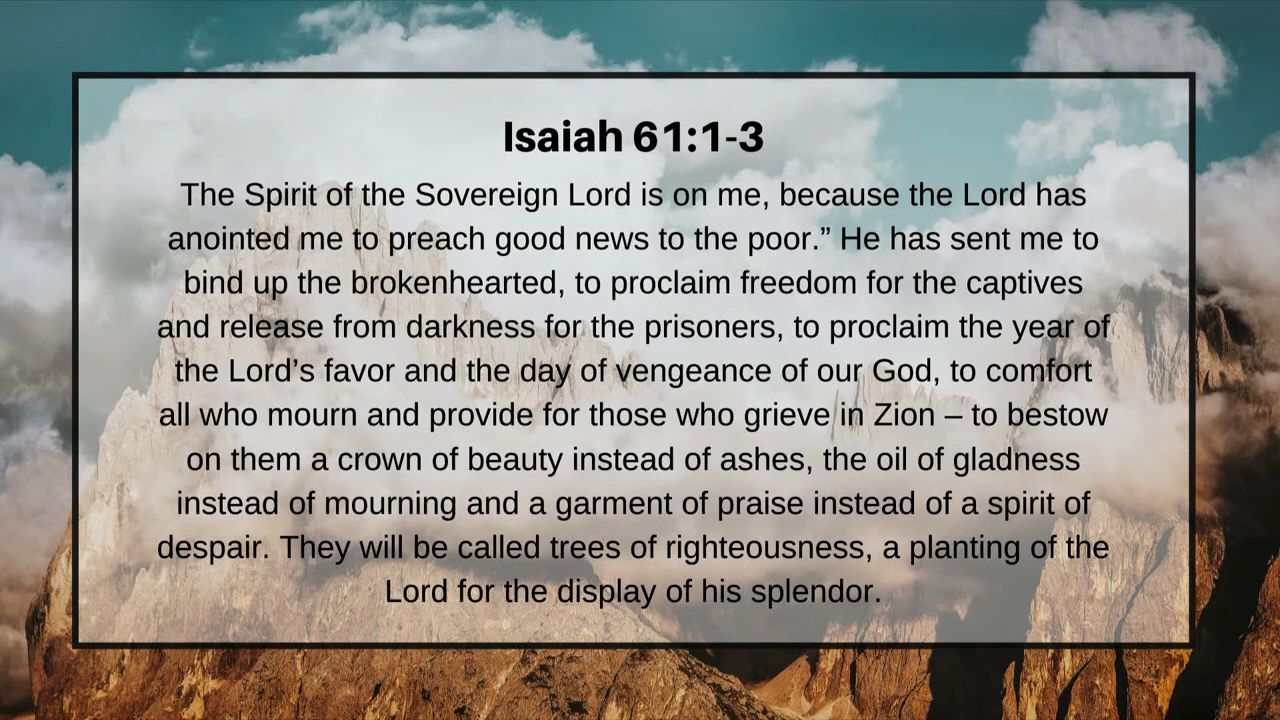 Isaiah 61:1-3
The Spirit of the Sovereign Lord is on me, because the Lord has
anointed me to preach good news to the poor.” He has sent me to
bind up the brokenhearted, to proclaim freedom for the captives
and release from darkness for the prisoners, to proclaim the year of
the Lord’s favor and the day of vengeance of our God, to comfort
all who mourn and provide for those who grieve in Zion – to bestow
on them a crown of beauty instead of ashes, the oil of gladness
instead of mourning and a garment of praise instead of a spirit of
despair. They will be called trees of righteousness, a planting of the
Lord for the display of his splendor.